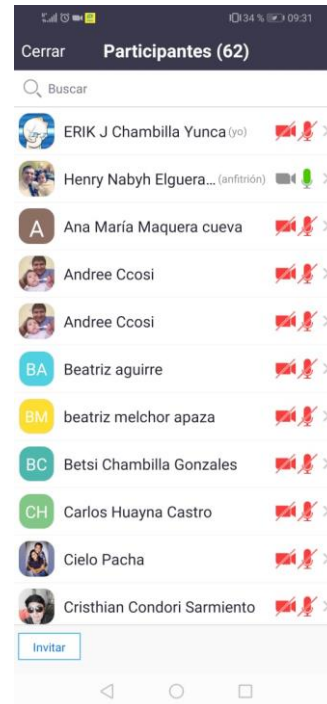 34 % 09:31
Cerrar Participantes (62)
Buscar
ERIK J Chambilla Yunca (yo)
Henry Nabyh Elguera... (anfitrión)
A Ana María Maquera cueva
Andree Ccosi
Andree Ccosi
BA Beatriz aguirre
BM beatriz melchor apaza
BC Betsi Chambilla Gonzales
CH Carlos Huayna Castro
Cielo Pacha
Cristhian Condori Sarmiento
Invitar